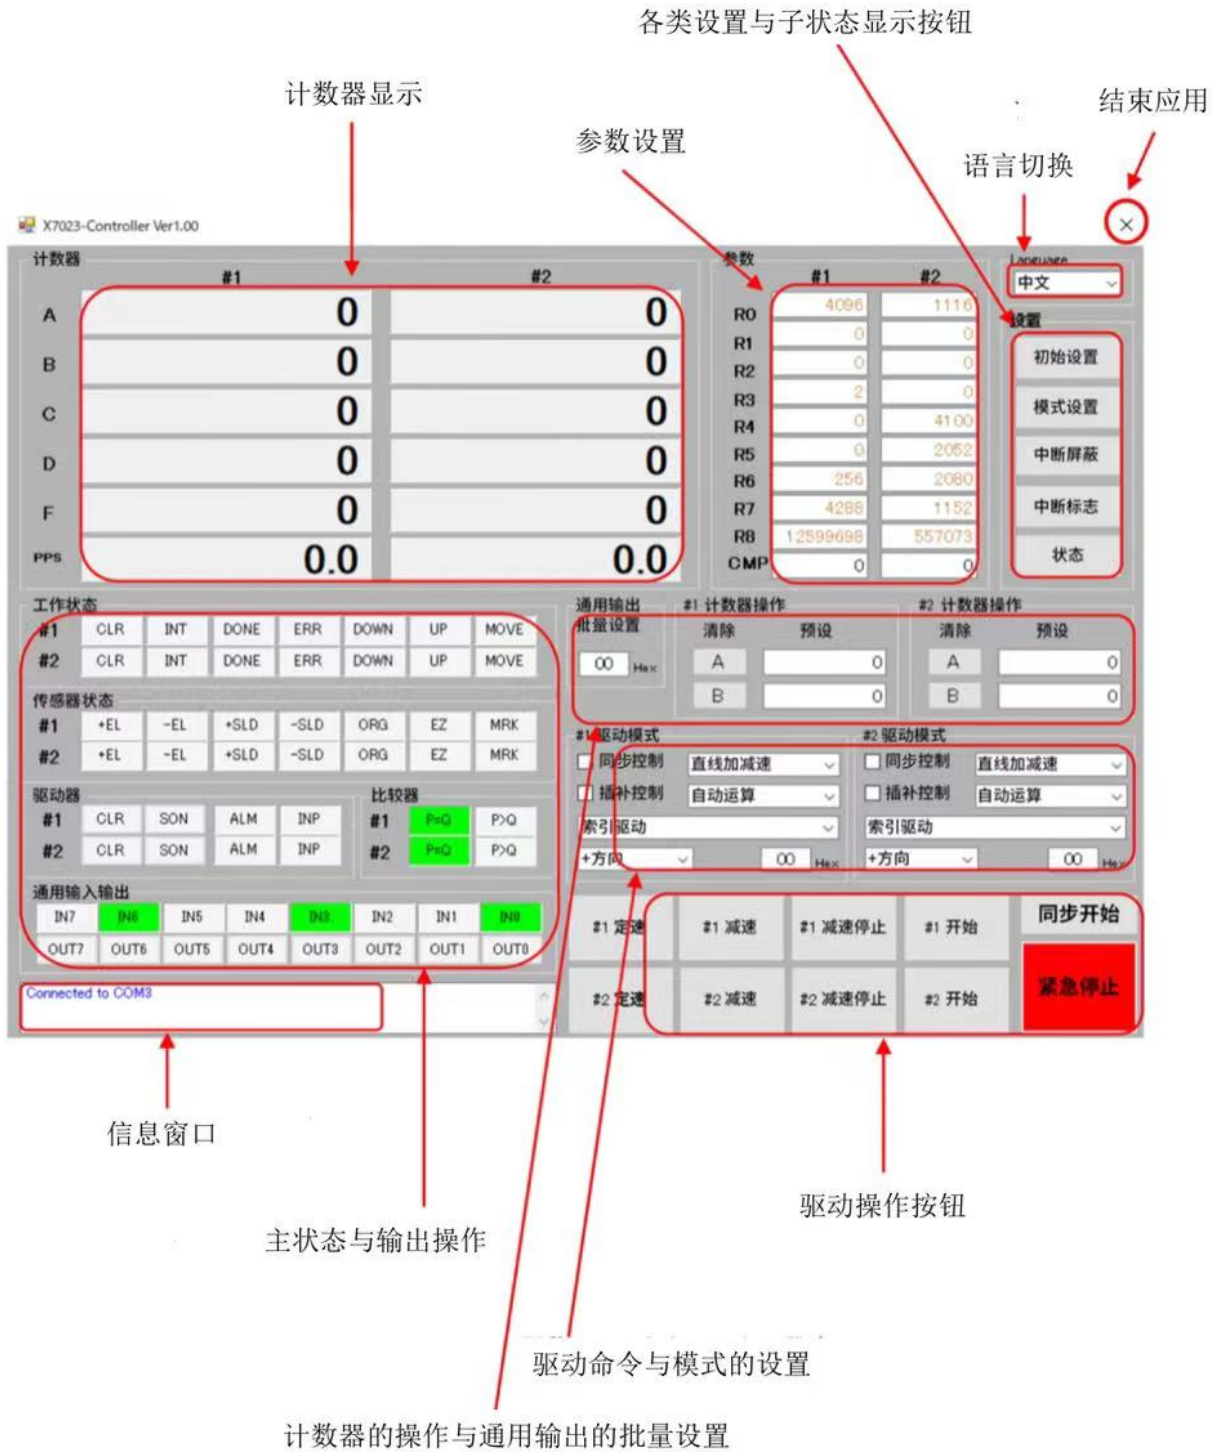 各类设置与子状态显示按钮
计数器显示
结束应用
参数设置
语言切换
X7023-Controller Ver1.00
×
计数器
#1 #2
A 0 0
B 0 0
C 0 0
D 0 0
F 0 0
PPS 0.0 0.0
参数
#1 #2
R0 4096 1116
R1 0 0
R2 0 0
R3 2 0
R4 0 4100
R5 0 2052
R6 256 2080
R7 4288 1152
R8 12599698 557073
CMP 0 0
Language
中文
设置
初始设置
模式设置
中断屏蔽
中断标志
状态
工作状态
#1 CLR INT DONE ERR DOWN UP MOVE
#2 CLR INT DONE ERR DOWN UP MOVE
传感器状态
#1 +EL -EL +SLD -SLD ORG EZ MRK
#2 +EL -EL +SLD -SLD ORG EZ MRK
驱动器
#1 CLR SON ALM INP
#2 CLR SON ALM INP
比较器
#1 P=Q P>Q
#2 P=Q P>Q
通用输入输出
IN7 IN6 IN5 IN4 IN3 IN2 IN1 IN0
OUT7 OUT6 OUT5 OUT4 OUT3 OUT2 OUT1 OUT0
Connected to COM3
通用输出
批量设置
00 Hex
#1 计数器操作
清除 预设
A 0
B 0
#2 计数器操作
清除 预设
A 0
B 0
#1 驱动模式
同步控制 直线加减速
插补控制 自动运算
索引驱动
+方向 00 Hex
#2 驱动模式
同步控制 直线加减速
插补控制 自动运算
索引驱动
+方向 00 Hex
#1 定速 #1 减速 #1 减速停止 #1 开始 同步开始
#2 定速 #2 减速 #2 减速停止 #2 开始 紧急停止
信息窗口
驱动操作按钮
主状态与输出操作
驱动命令与模式的设置
计数器的操作与通用输出的批量设置